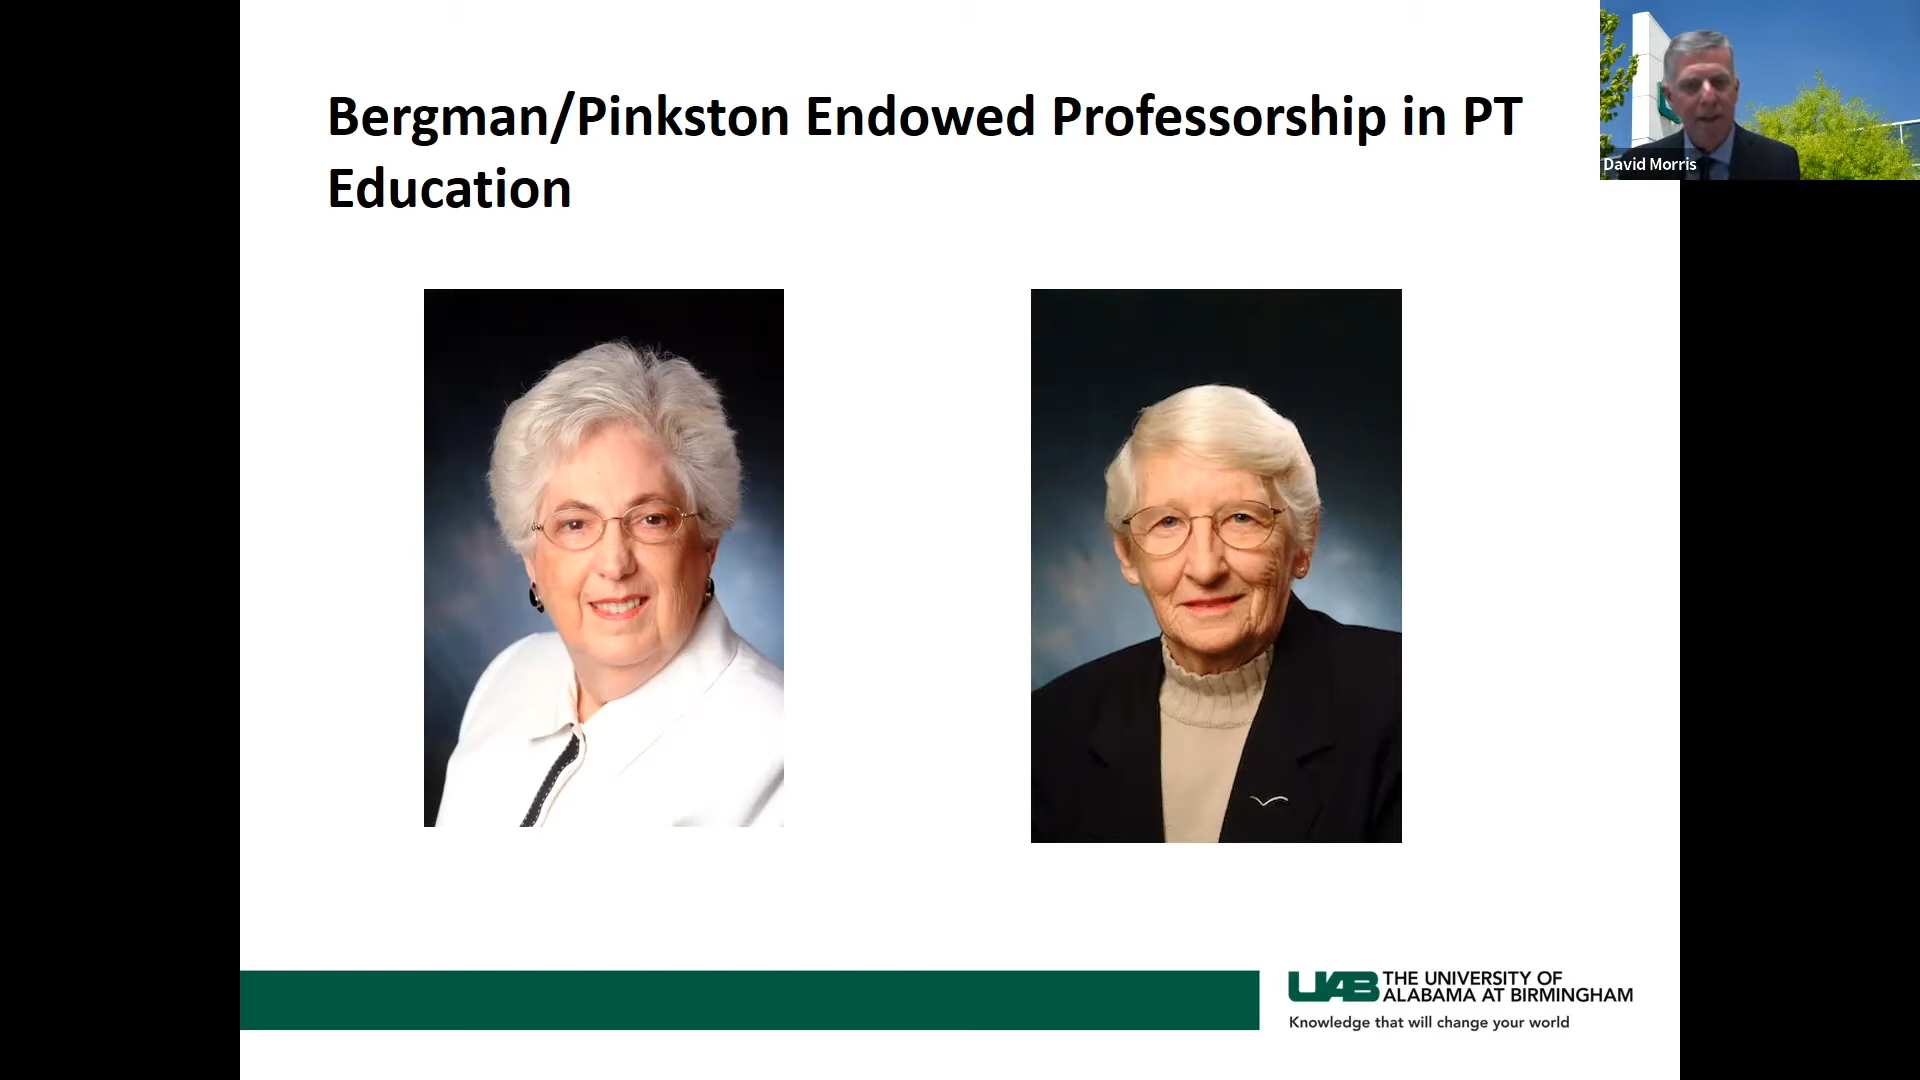 Bergman/Pinkston Endowed Professorship in PT
Education
David Morris
UAB THE UNIVERSITY OF
ALABAMA AT BIRMINGHAM
Knowledge that will change your world